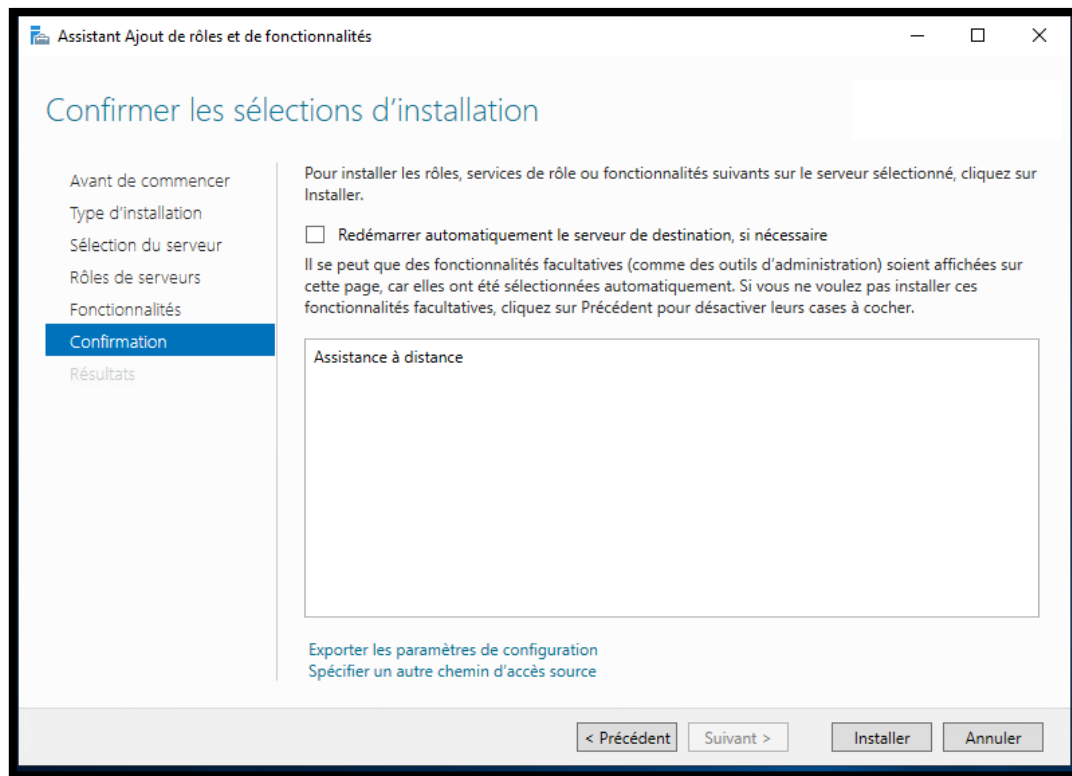 Assistant Ajout de rôles et de fonctionnalités
Confirmer les sélections d'installation
Avant de commencer
Type d'installation
Sélection du serveur
Rôles de serveurs
Fonctionnalités
Confirmation
Résultats
Pour installer les rôles, services de rôle ou fonctionnalités suivants sur le serveur sélectionné, cliquez sur
Installer.
Redémarrer automatiquement le serveur de destination, si nécessaire
Il se peut que des fonctionnalités facultatives (comme des outils d'administration) soient affichées sur
cette page, car elles ont été sélectionnées automatiquement. Si vous ne voulez pas installer ces
fonctionnalités facultatives, cliquez sur Précédent pour désactiver leurs cases à cocher.
Assistance à distance
Exporter les paramètres de configuration
Spécifier un autre chemin d'accès source
< Précédent Suivant > Installer Annuler